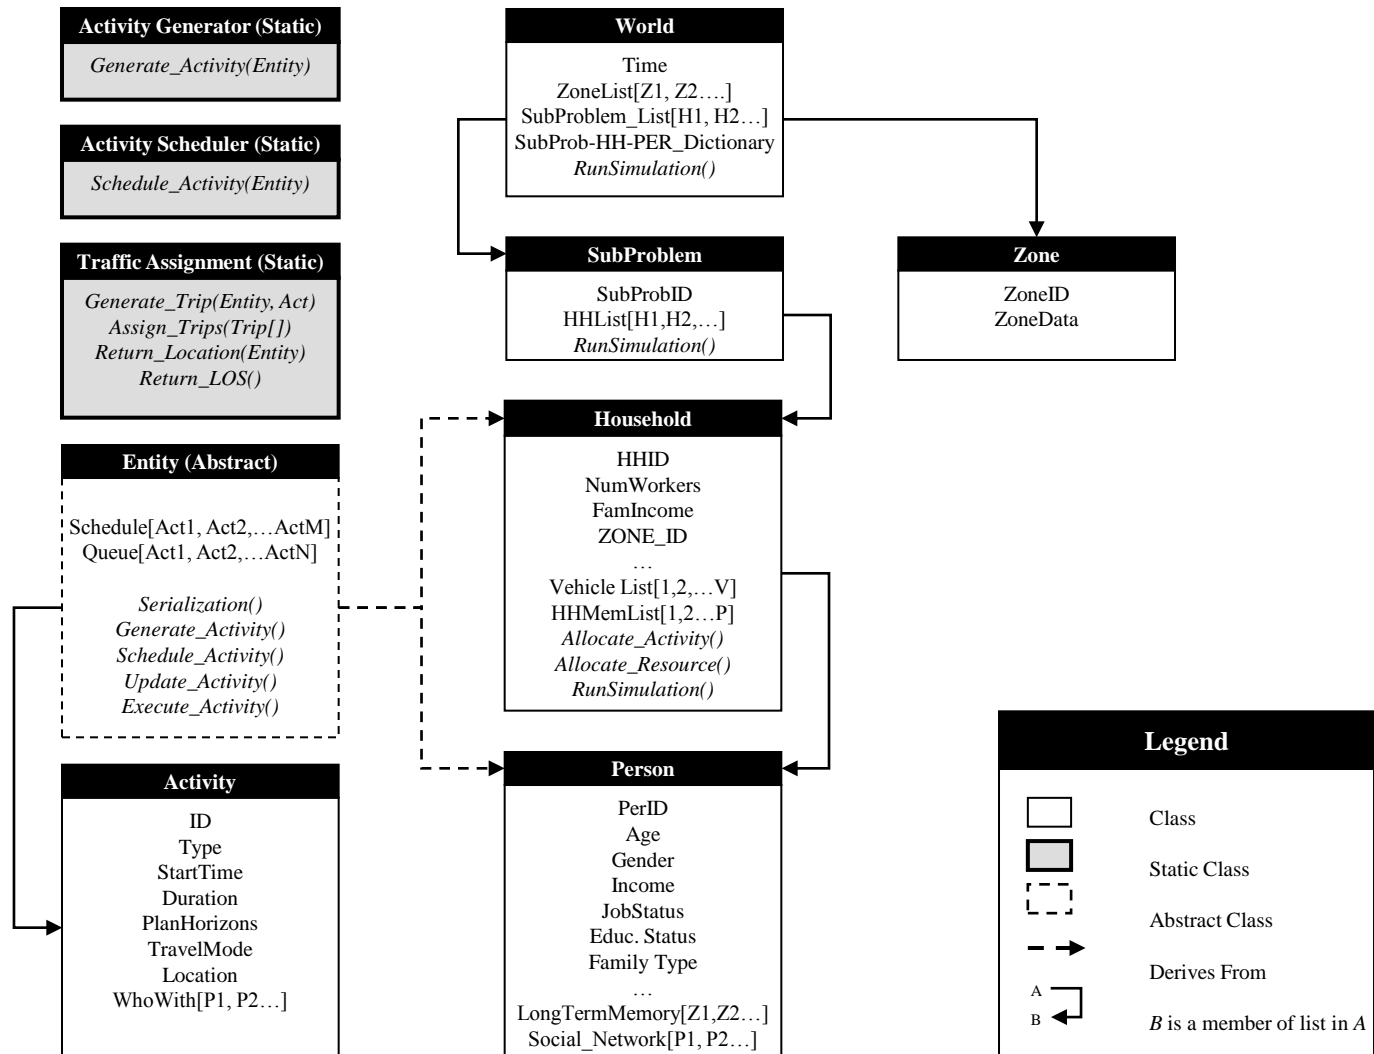 Activity Generator (Static)
Generate_Activity(Entity)
Activity Scheduler (Static)
Schedule_Activity(Entity)
Traffic Assignment (Static)
Generate_Trip(Entity, Act)
Assign_Trips(Trip[])
Return_Location(Entity)
Return_LOS()
Entity (Abstract)
Schedule[Act1, Act2,…ActM]
Queue[Act1, Act2,…ActN]
Serialization()
Generate_Activity()
Schedule_Activity()
Update_Activity()
Execute_Activity()
Activity
ID
Type
StartTime
Duration
PlanHorizons
TravelMode
Location
WhoWith[P1, P2…]
World
Time
ZoneList[Z1, Z2….]
SubProblem_List[H1, H2…]
SubProb-HH-PER_Dictionary
RunSimulation()
SubProblem
SubProbID
HHList[H1,H2,…]
RunSimulation()
Household
HHID
NumWorkers
FamIncome
ZONE_ID
…
Vehicle List[1,2,…V]
HHMemList[1,2…P]
Allocate_Activity()
Allocate_Resource()
RunSimulation()
Person
PerID
Age
Gender
Income
JobStatus
Educ. Status
Family Type
…
LongTermMemory[Z1,Z2…]
Social_Network[P1, P2…]
Zone
ZoneID
ZoneData
Legend
Class
Static Class
Abstract Class
Derives From
A
B
B is a member of list in A